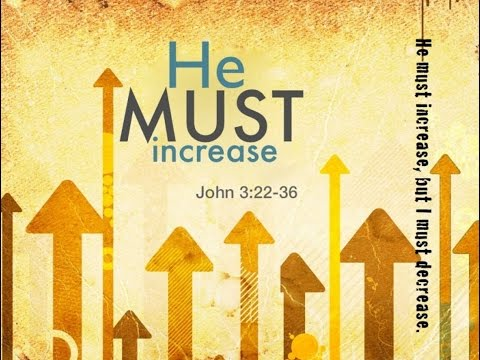 He
MUST
increase
John 3:22-36
He must increase, but I must decrease.